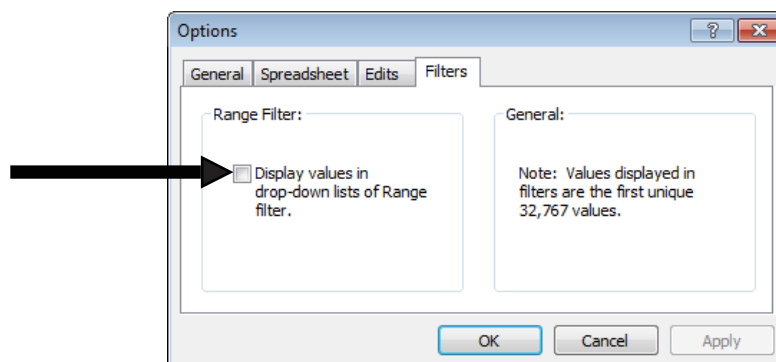 Options
General Spreadsheet Edits Filters
Range Filter:
Display values in
drop-down lists of Range
filter.
General:
Note: Values displayed in
filters are the first unique
32,767 values.
OK Cancel Apply